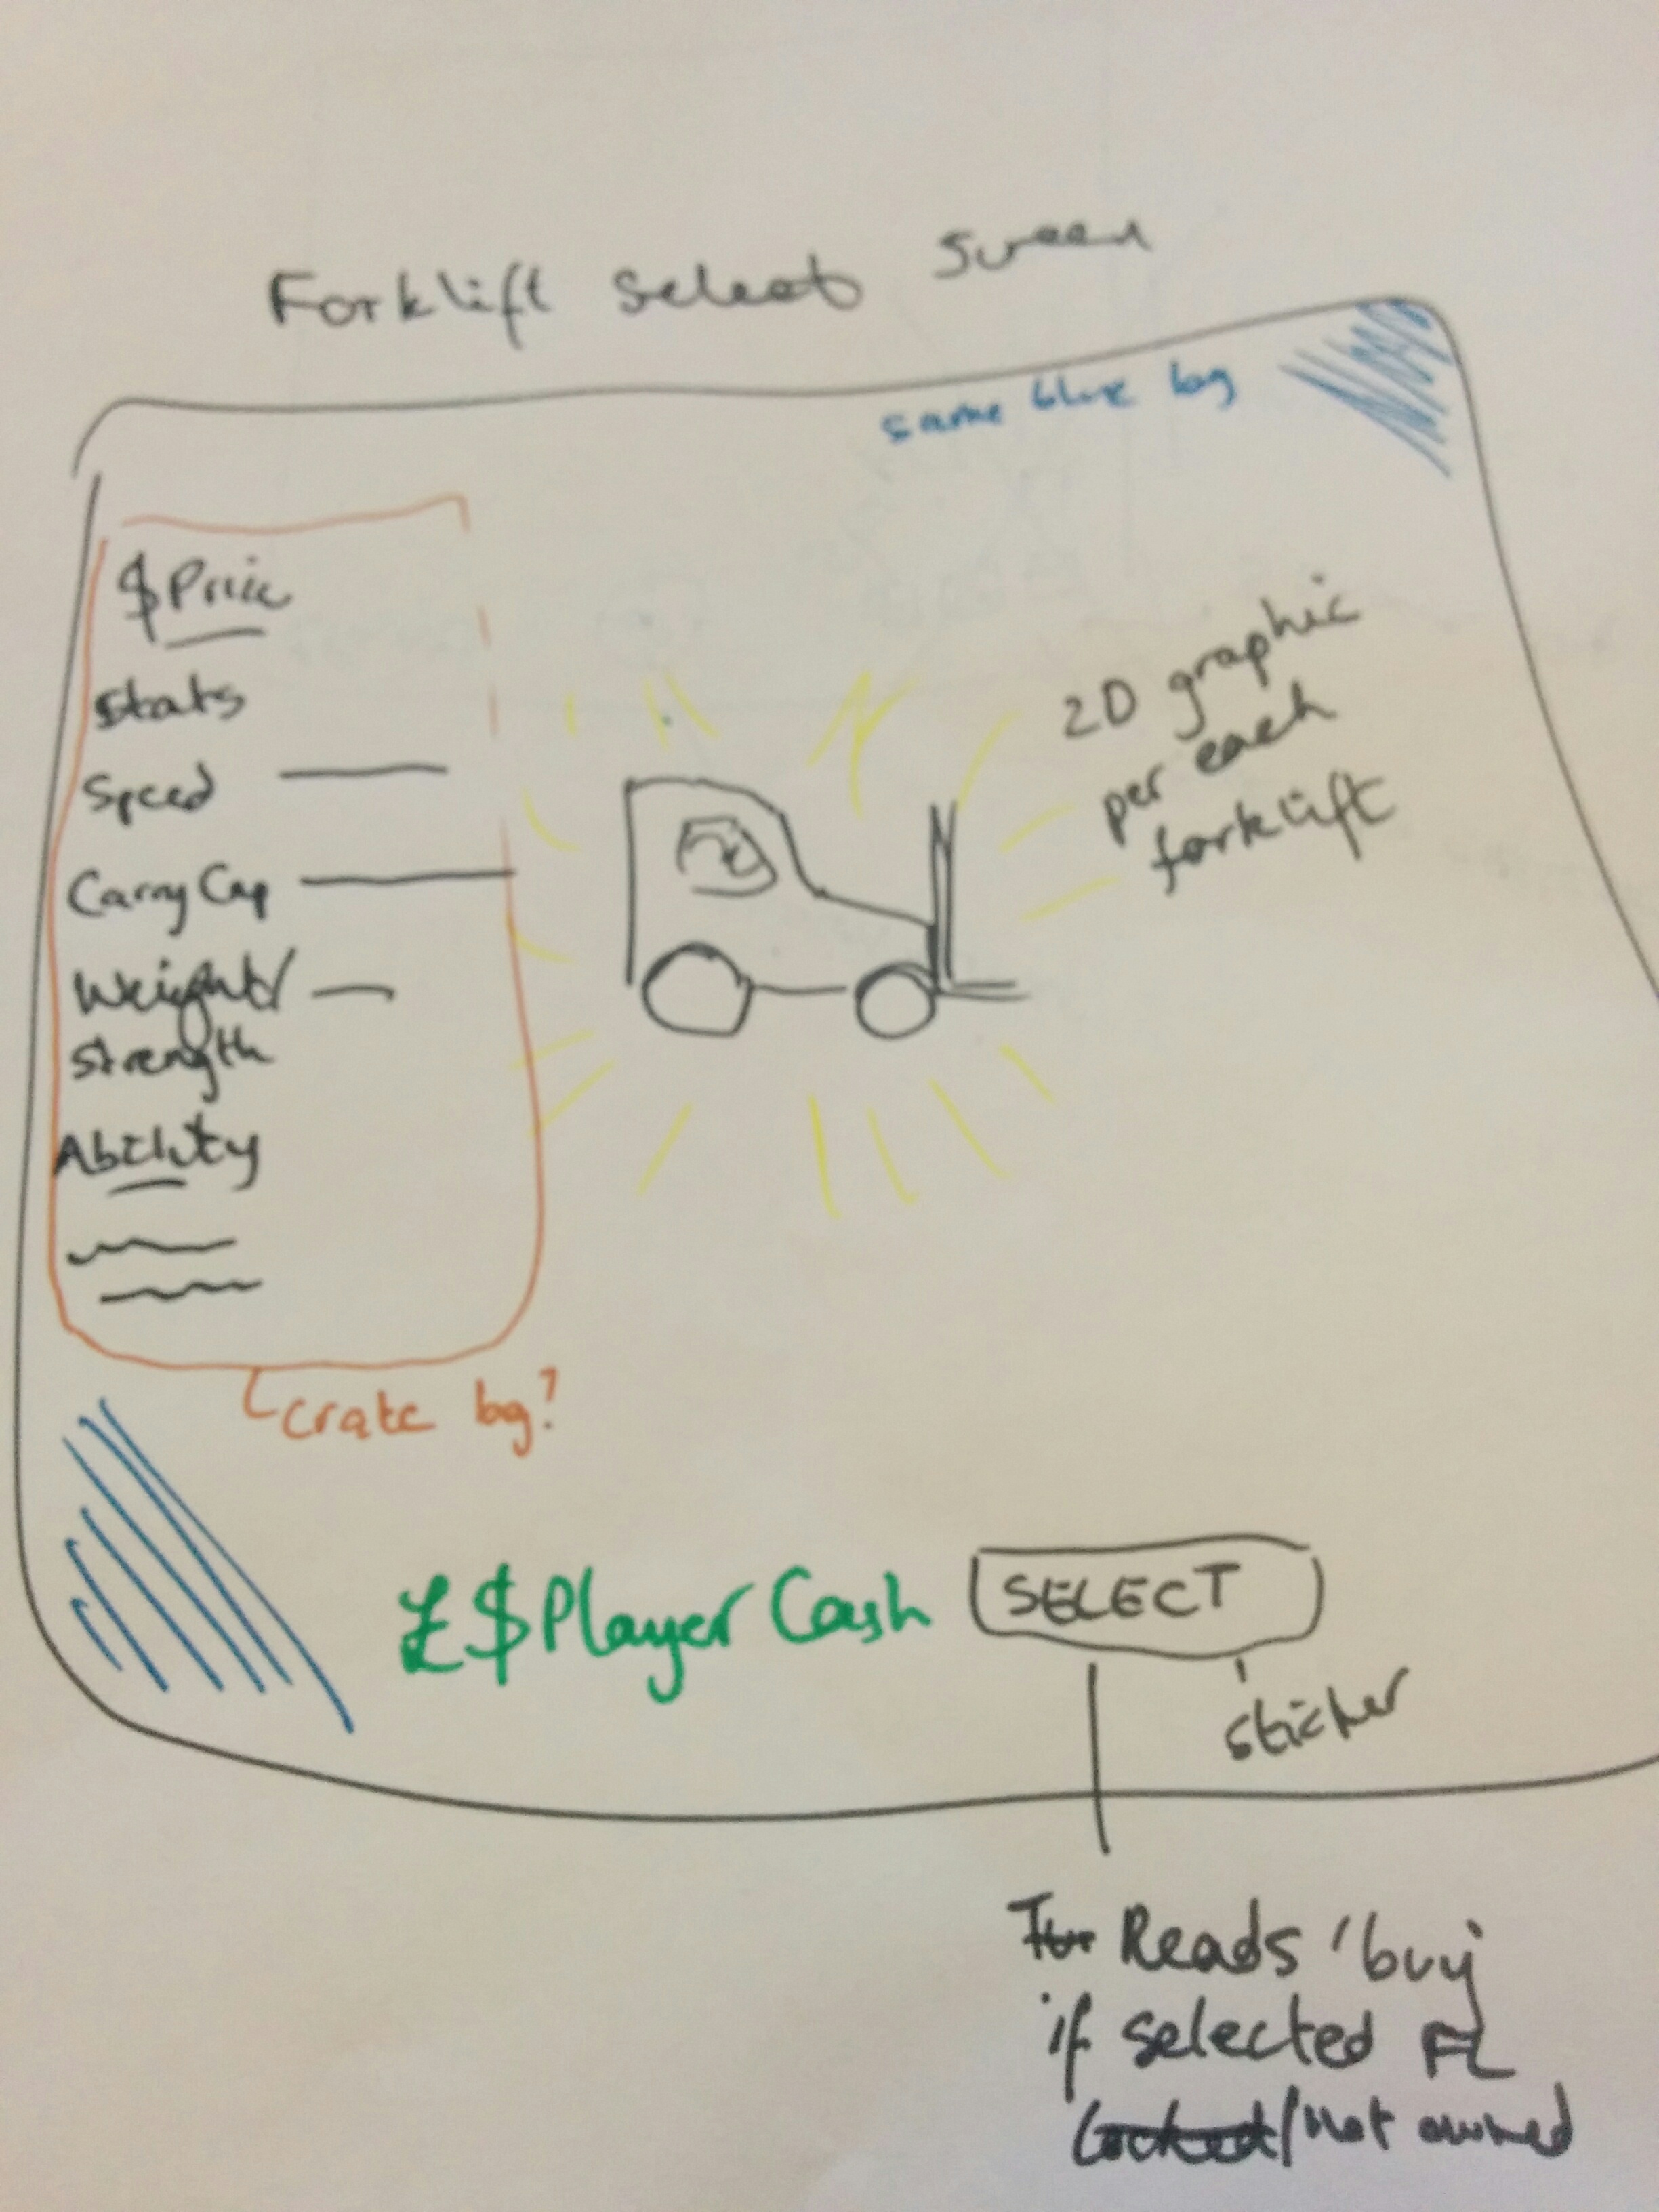 Forklift Select Screen
same blue bg
$Price
Stats
Speed
Carry Cap
Weight/
Strength
Ability
2D graphic
per each
forklift
crate bg?
£ $Player Cash
SELECT
sticker
Reads 'buy'
if selected FL
Locked/not owned